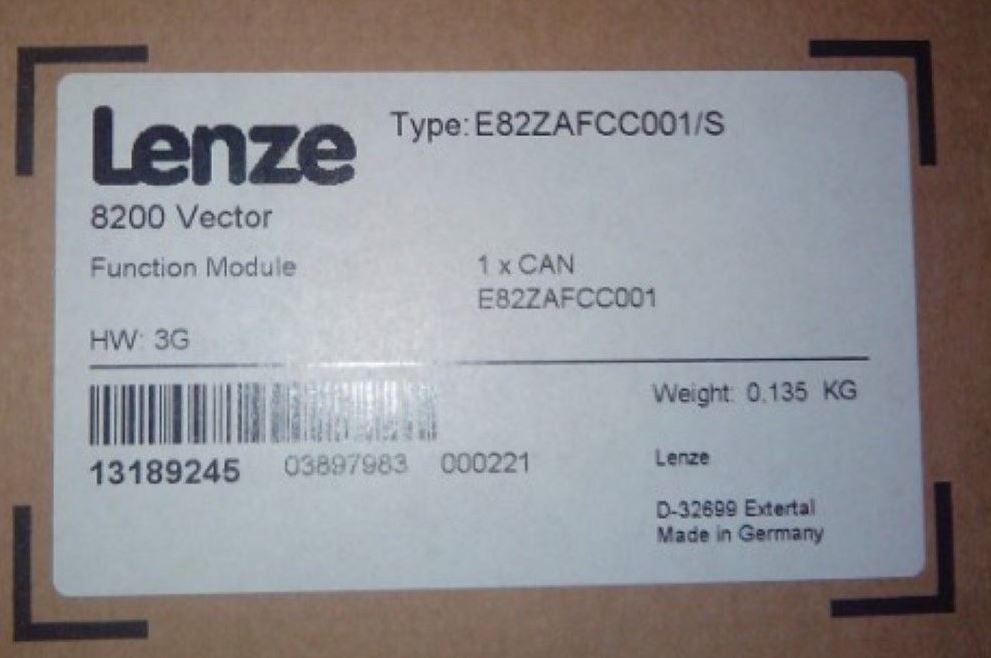 Lenze
Type: E82ZAFCC001/S
8200 Vector
Function Module
1 x CAN
E82ZAFCC001
HW: 3G
Weight: 0.135 KG
13189245 03897983 000221
Lenze
D-32699 Extertal
Made in Germany